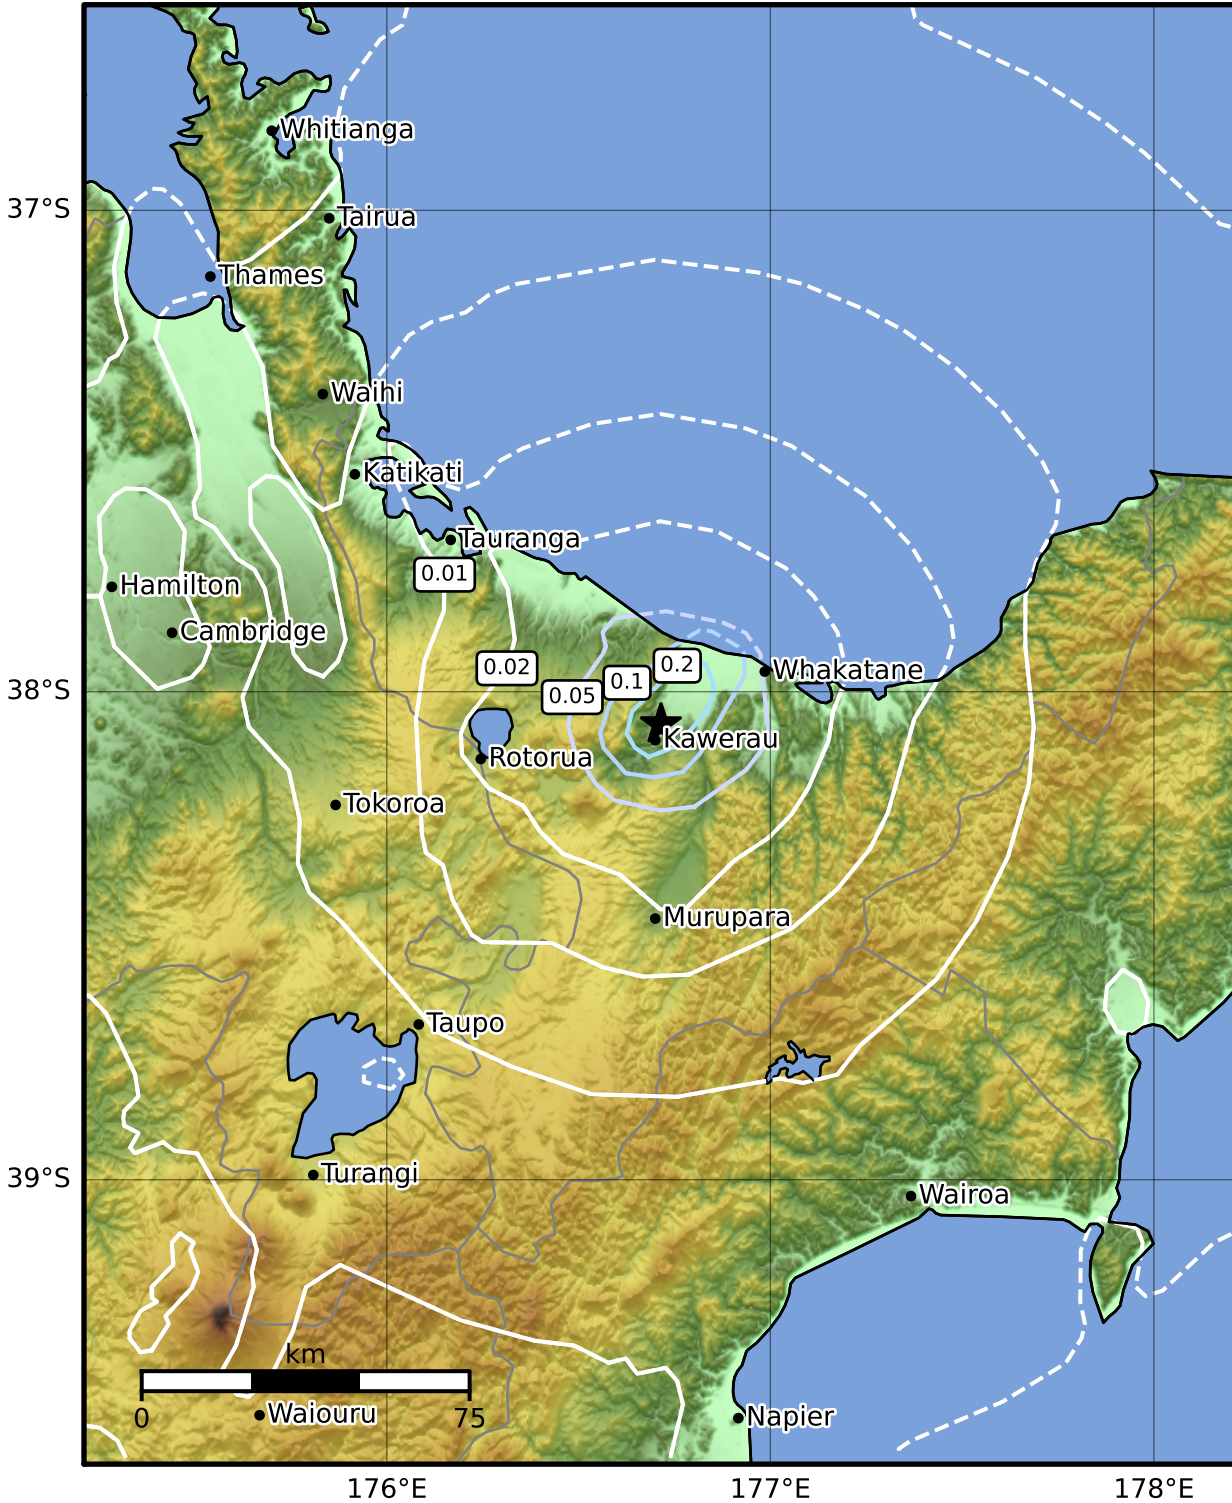 Whitianga
37°S
Tairua
Thames
Waihi
Katikati
Tauranga
0.01
Hamilton
Cambridge
0.02
0.05
0.1
0.2
Whakatane
38°S
Kawerau
Rotorua
Tokoroa
Murupara
Taupo
39°S
Turangi
Wairoa
km
0
75
Waiouru
Napier
176°E
177°E
178°E